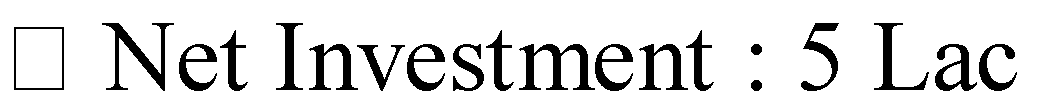 □ Net Investment : 5 Lac